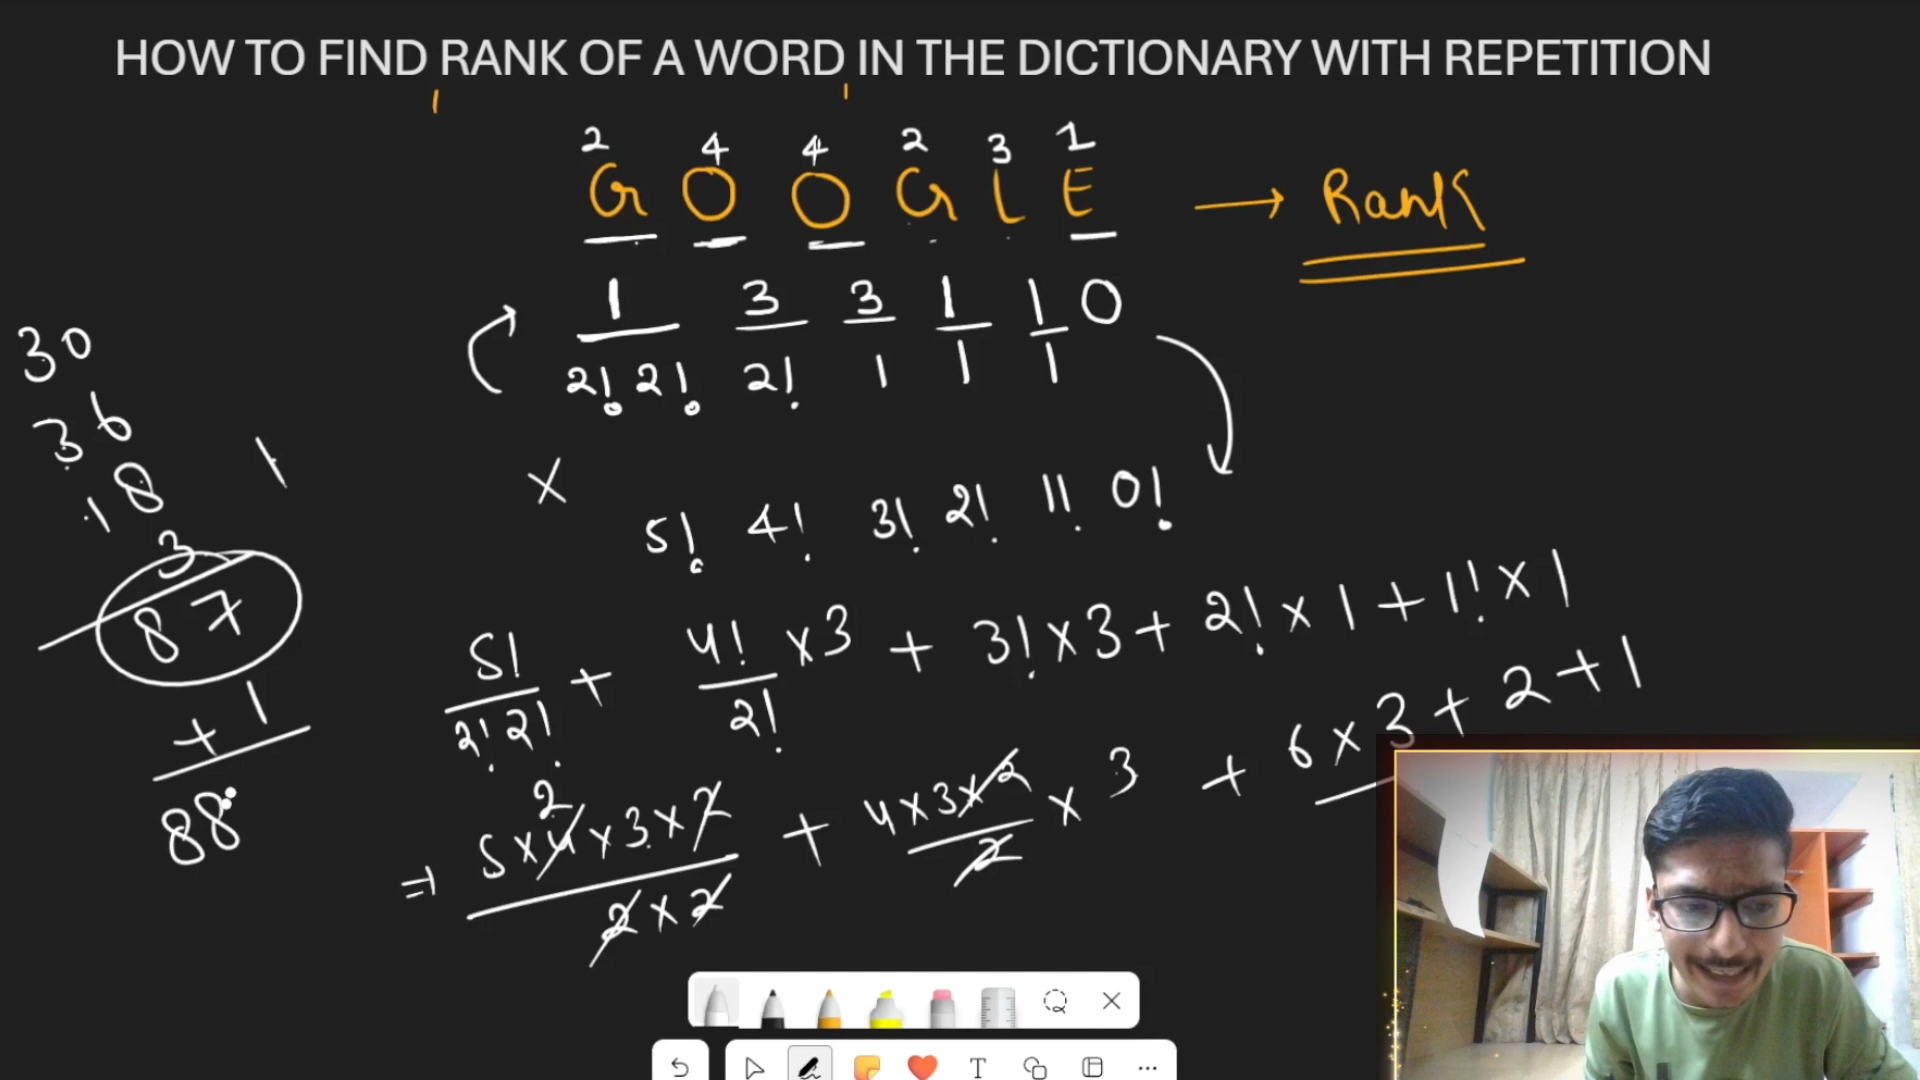 HOW TO FIND RANK OF A WORD IN THE DICTIONARY WITH REPETITION
2 4 4 2 3 1
G O O G L E → Rank
1 3 3 1 1 0
2! 2! 2! 1 1 1
× 5! 4! 3! 2! 1! 0!
5!/2!2! + 4!/2! × 3 + 3! × 3 + 2! × 1 + 1! × 1
2
⇒ 5×4×3×2/2×2 + 4×3×2/2 × 3 + 6 × 3 + 2 + 1
30
36
18
3
87
+ 1
88
T